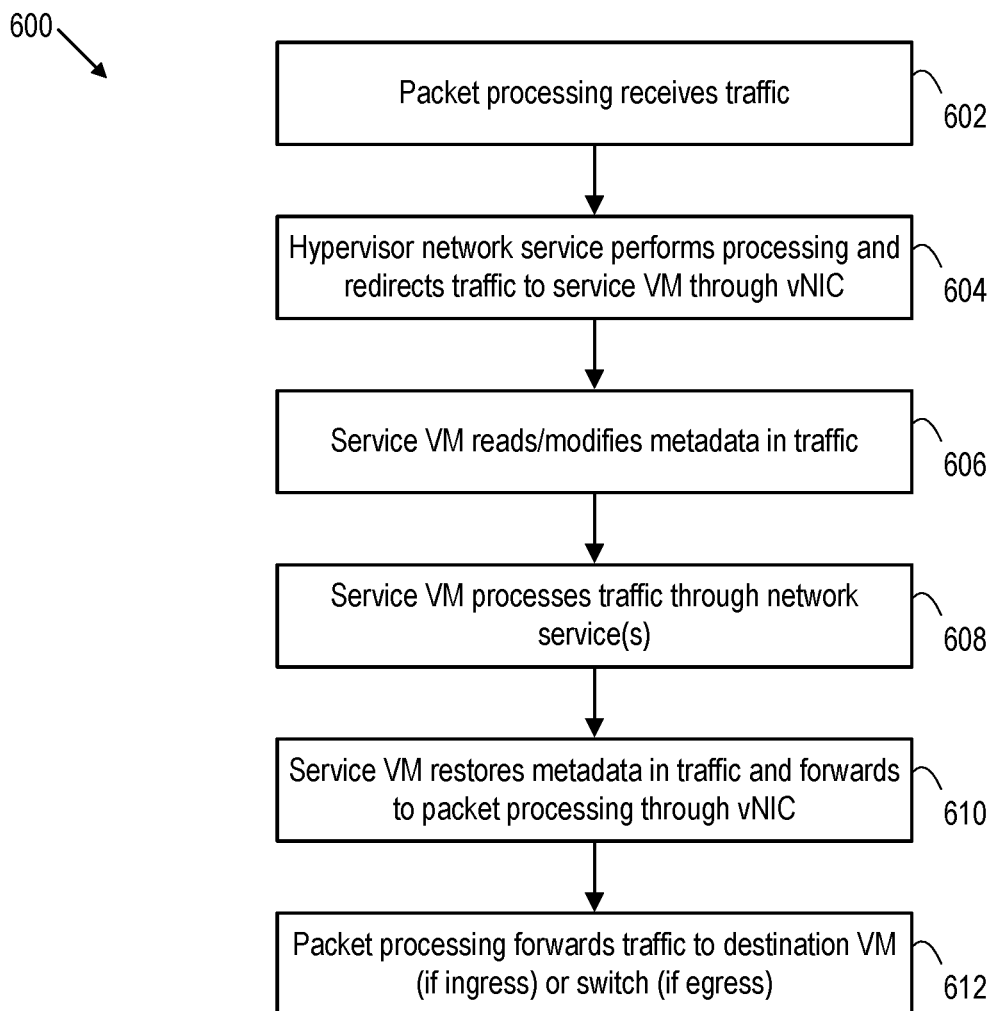 600
Packet processing receives traffic
602
Hypervisor network service performs processing and
redirects traffic to service VM through vNIC
604
Service VM reads/modifies metadata in traffic
606
Service VM processes traffic through network
service(s)
608
Service VM restores metadata in traffic and forwards
to packet processing through vNIC
610
Packet processing forwards traffic to destination VM
(if ingress) or switch (if egress)
612